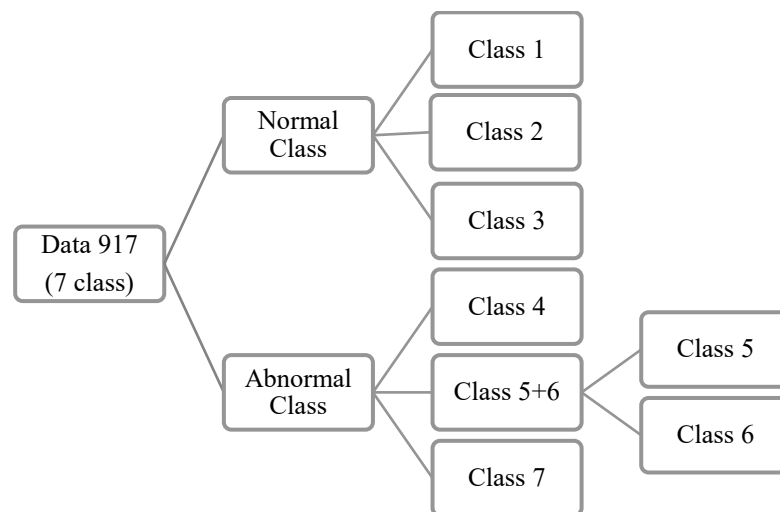 Data 917
(7 class)
Normal
Class
Class 1
Class 2
Class 3
Abnormal
Class
Class 4
Class 5+6
Class 5
Class 6
Class 7